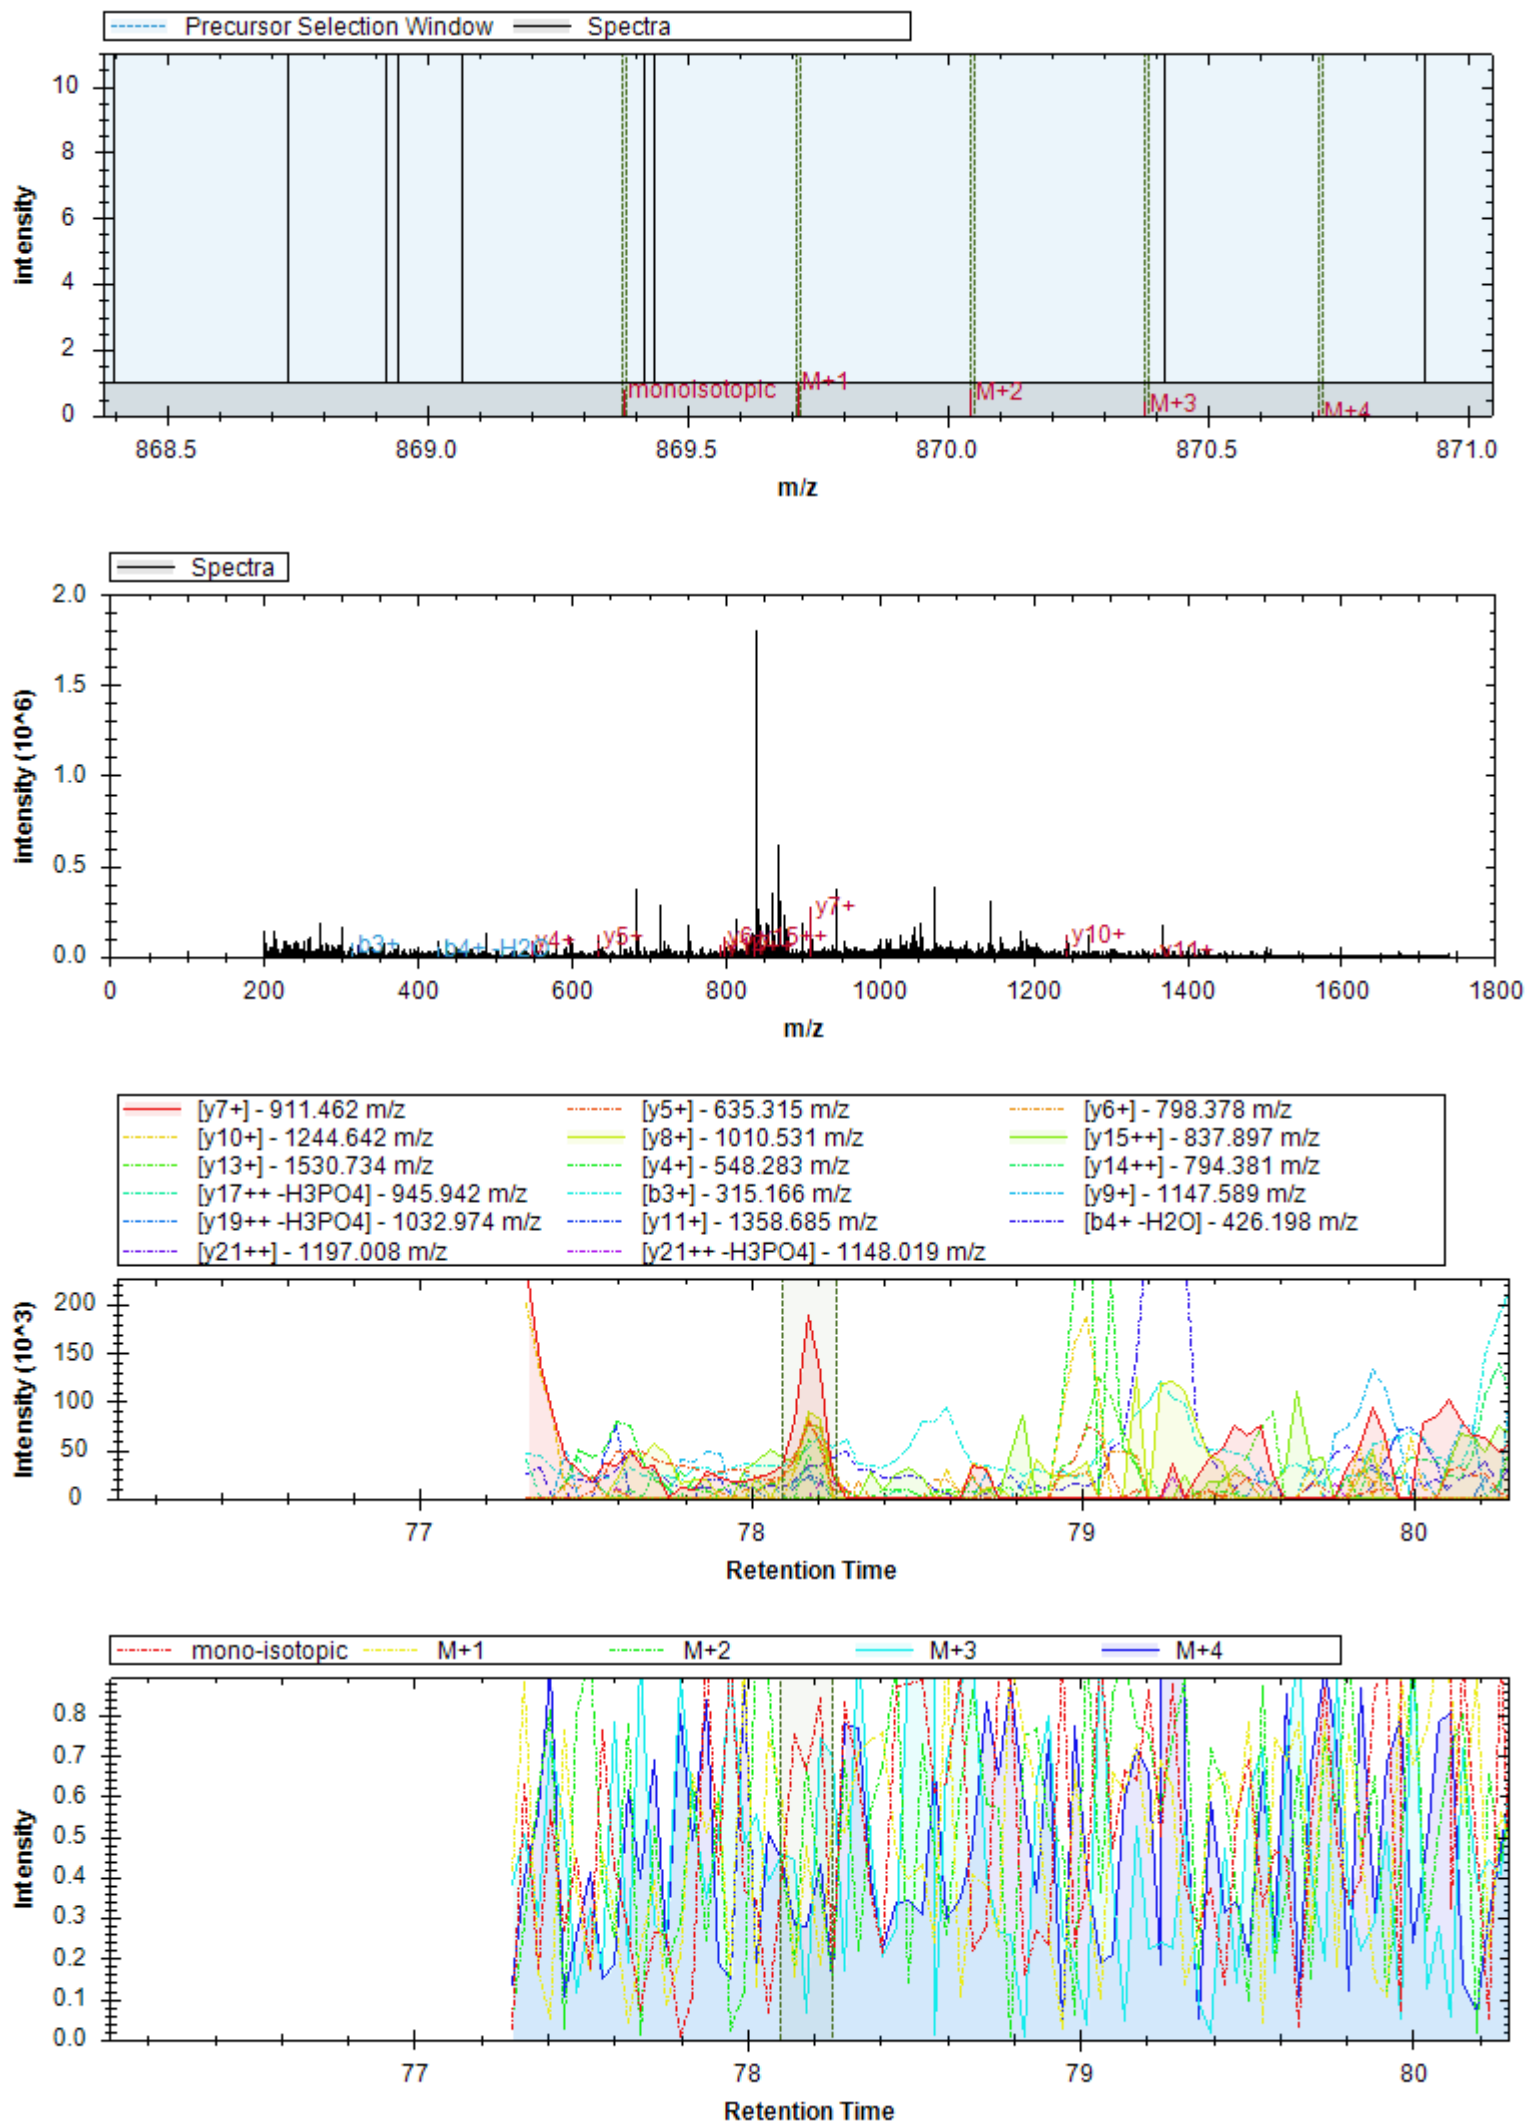 Precursor Selection Window Spectra
10
8
6
4
2
0
intensity
monoisotopic M+1 M+2 M+3 M+4
868.5 869.0 869.5 870.0 870.5 871.0
m/z
Spectra
2.0
1.5
1.0
0.5
0.0
intensity (10^6)
b3+ b4+ -H2O y4+ y5+ y7+ y10+ y11+
0 200 400 600 800 1000 1200 1400 1600 1800
m/z
[y7+] - 911.462 m/z [y5+] - 635.315 m/z [y6+] - 798.378 m/z
[y10+] - 1244.642 m/z [y8+] - 1010.531 m/z [y15++] - 837.897 m/z
[y13+] - 1530.734 m/z [y4+] - 548.283 m/z [y14++] - 794.381 m/z
[y17++ -H3PO4] - 945.942 m/z [b3+] - 315.166 m/z [y9+] - 1147.589 m/z
[y19++ -H3PO4] - 1032.974 m/z [y11+] - 1358.685 m/z [b4+ -H2O] - 426.198 m/z
[y21++] - 1197.008 m/z [y21++ -H3PO4] - 1148.019 m/z
200
150
100
50
0
Intensity (10^3)
77 78 79 80
Retention Time
mono-isotopic M+1 M+2 M+3 M+4
0.8
0.7
0.6
0.5
0.4
0.3
0.2
0.1
0.0
Intensity
77 78 79 80
Retention Time